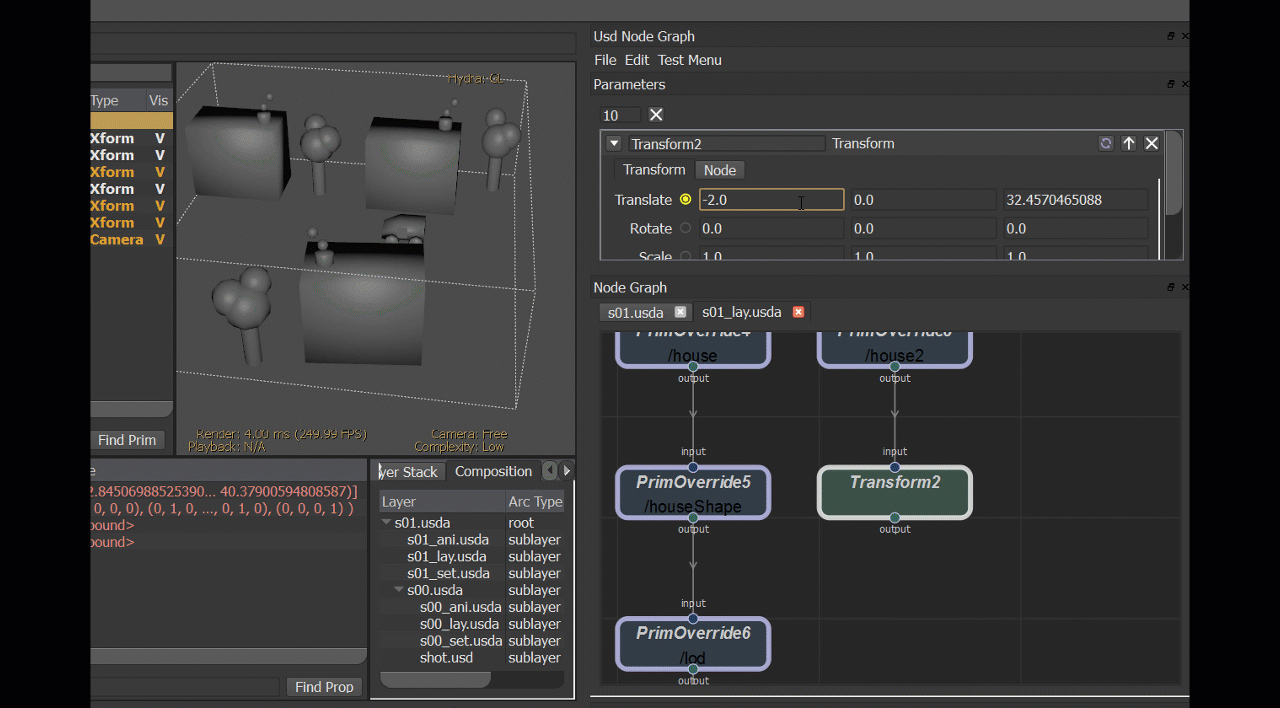 Usd Node Graph
File Edit Test Menu
Parameters
10
Transform2 Transform
Transform Node
Translate -2.0 0.0 32.4570465088
Rotate 0.0 0.0 0.0
Scale 1.0 1.0 1.0
Type Vis
Xform V
Xform V
Xform V
Xform V
Xform V
Xform V
Camera V
Find Prim
Hydra: GL
Render: 4.00 ms (249.99 FPS)
Playback: N/A
Camera: Free
Complexity: Low
Node Graph
s01.usda s01_lay.usda
PrimOverride4
/house
output
/house2
output
input
PrimOverride5
/houseShape
output
input
Transform2
output
input
PrimOverride6
/lod
output
e
2.84506988525390... 40.37900594808587)]
0, 0, 0), (0, 1, 0, ..., 0, 1, 0), (0, 0, 0, 1) )
bound>
bound>
Find Prop
yer Stack Composition
Layer Arc Type
s01.usda root
s01_ani.usda sublayer
s01_lay.usda sublayer
s01_set.usda sublayer
s00.usda sublayer
s00_ani.usda sublayer
s00_lay.usda sublayer
s00_set.usda sublayer
shot.usd sublayer